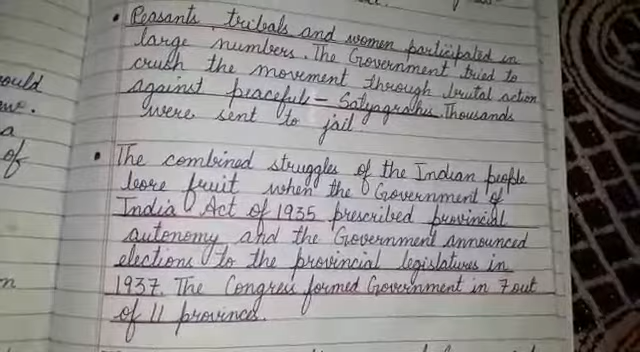 • Peasants, tribals and women participated in
large numbers. The Government tried to
crush the movement through brutal action
against peaceful - Satyagrahis. Thousands
were sent to jail.
• The combined struggles of the Indian people
bore fruit when the Government of
India Act of 1935 prescribed provincial
autonomy and the Government announced
elections to the provincial legislatures in
1937. The Congress formed Government in 7 out
of 11 province.
ould
a
of